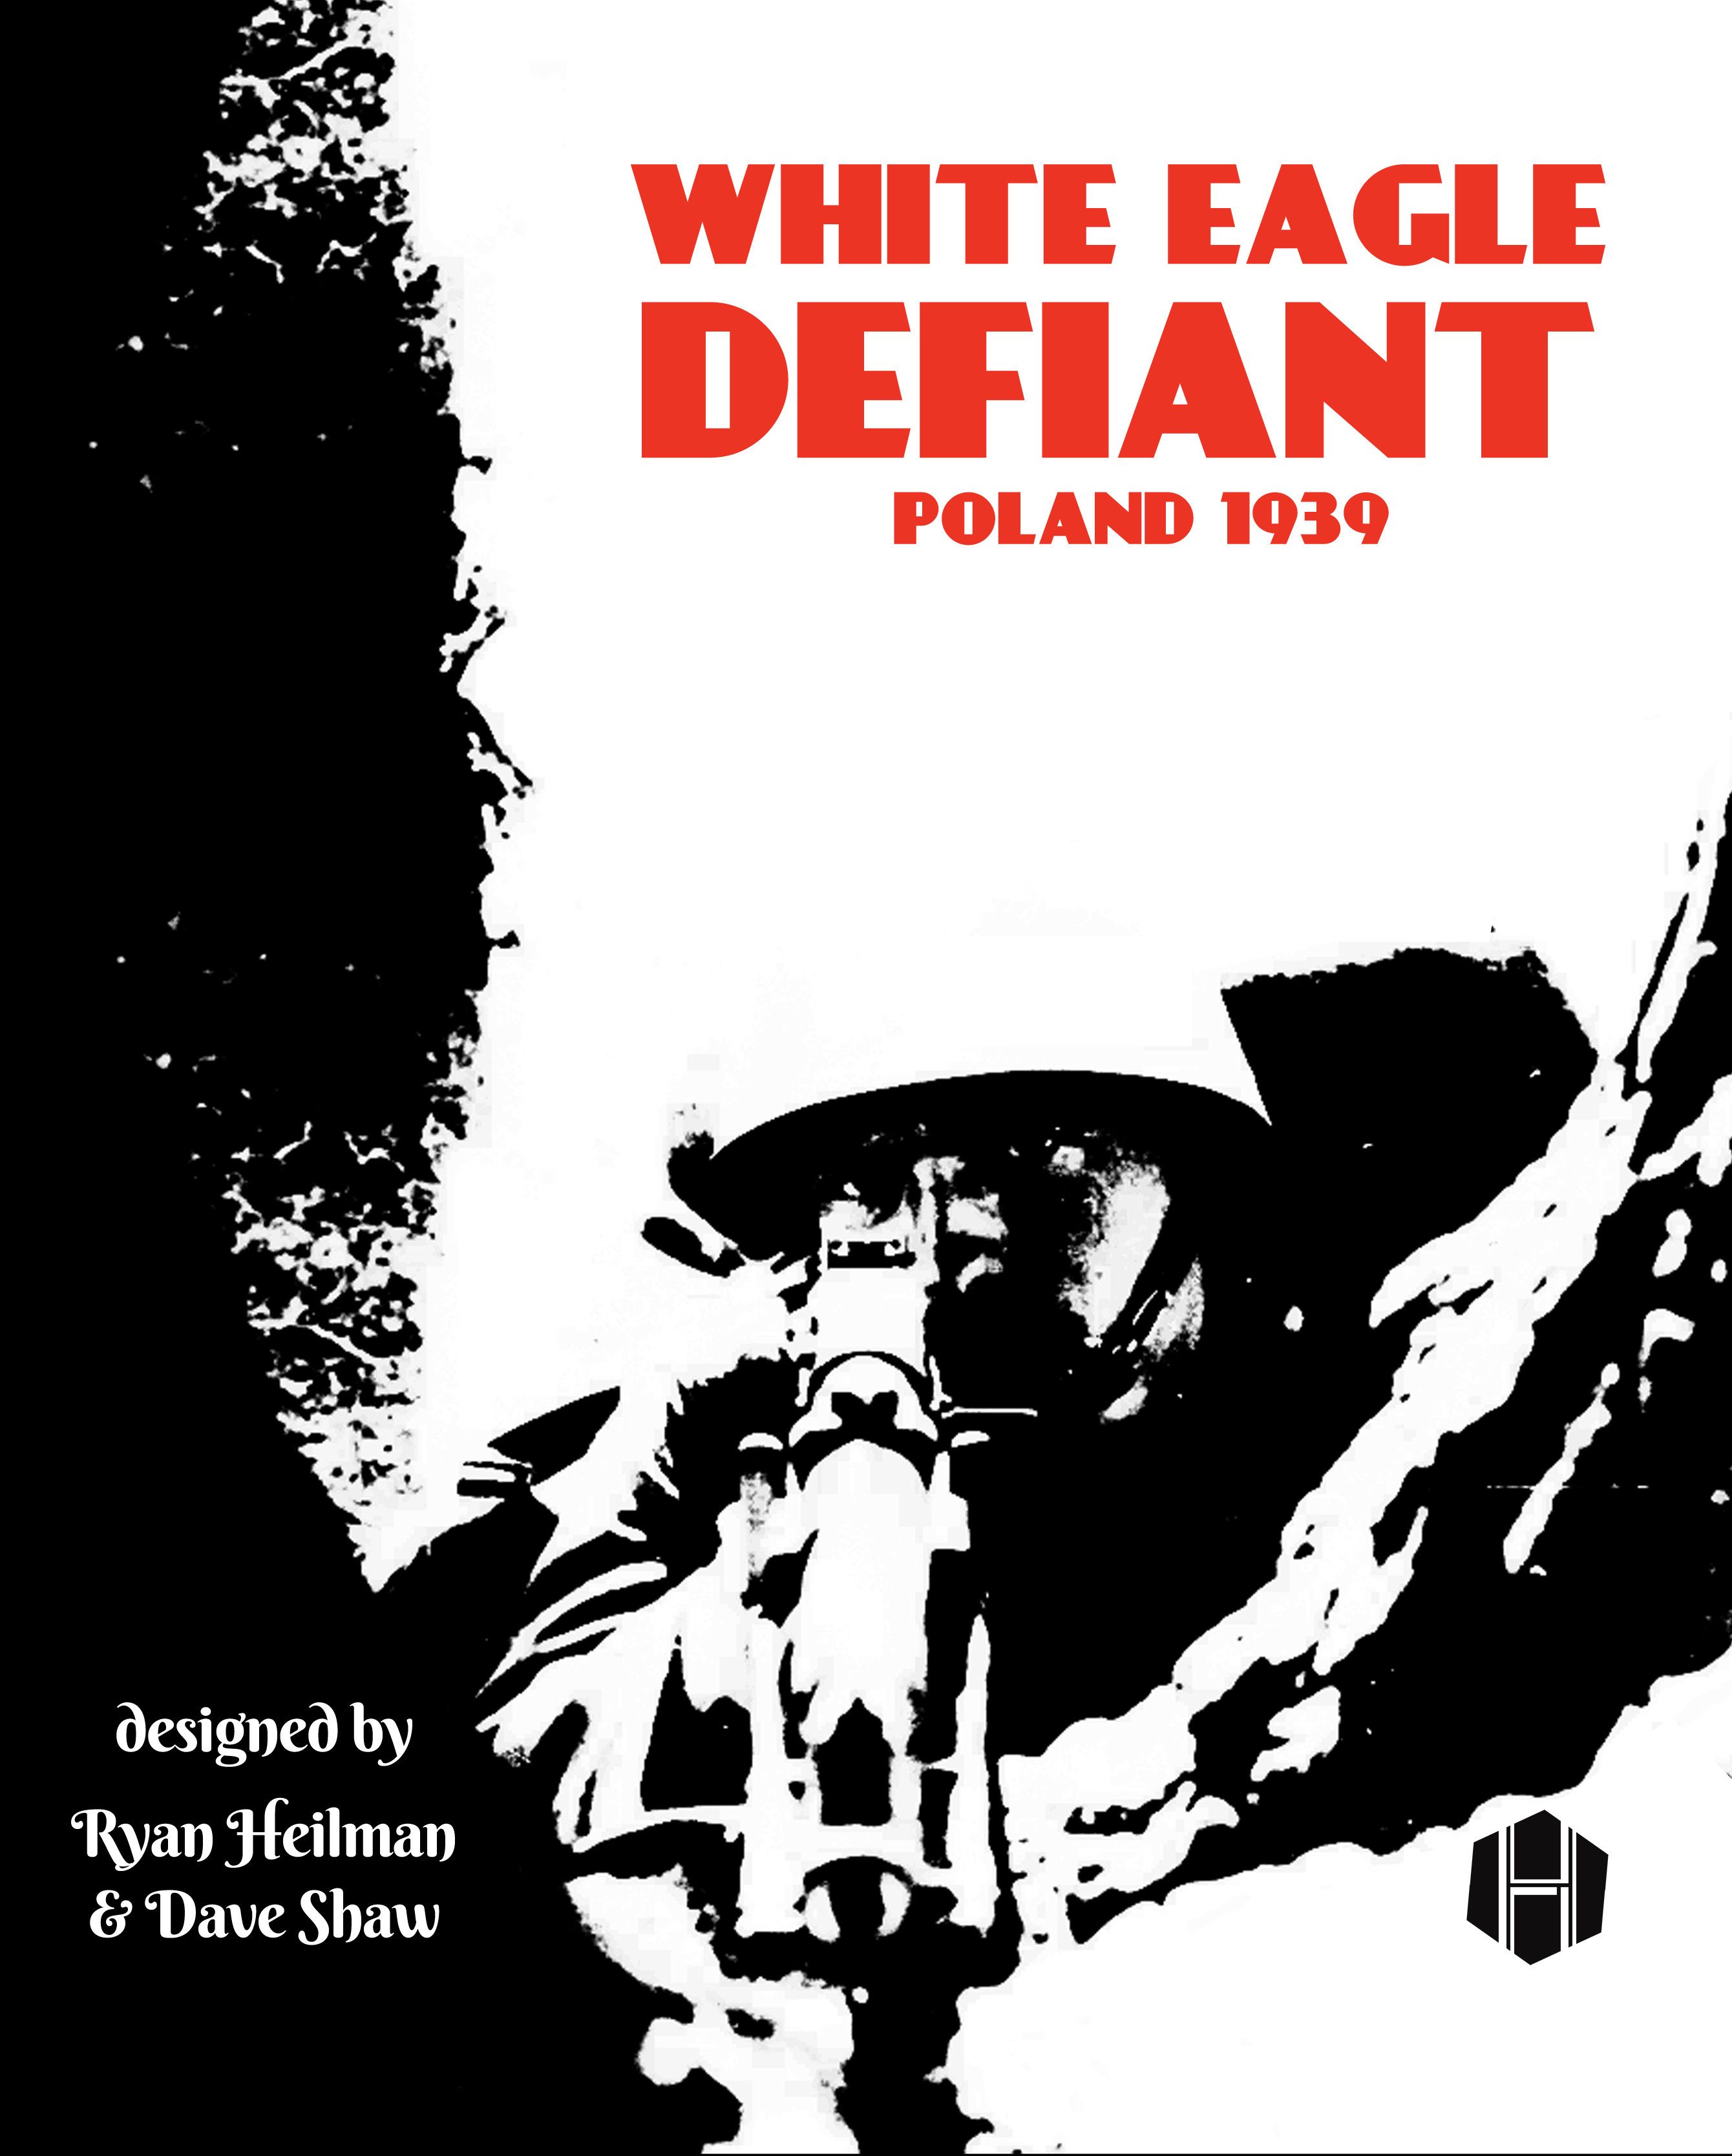 WHITE EAGLE
DEFIANT
POLAND 1939
designed by
Ryan Heilman
& Dave Shaw
H